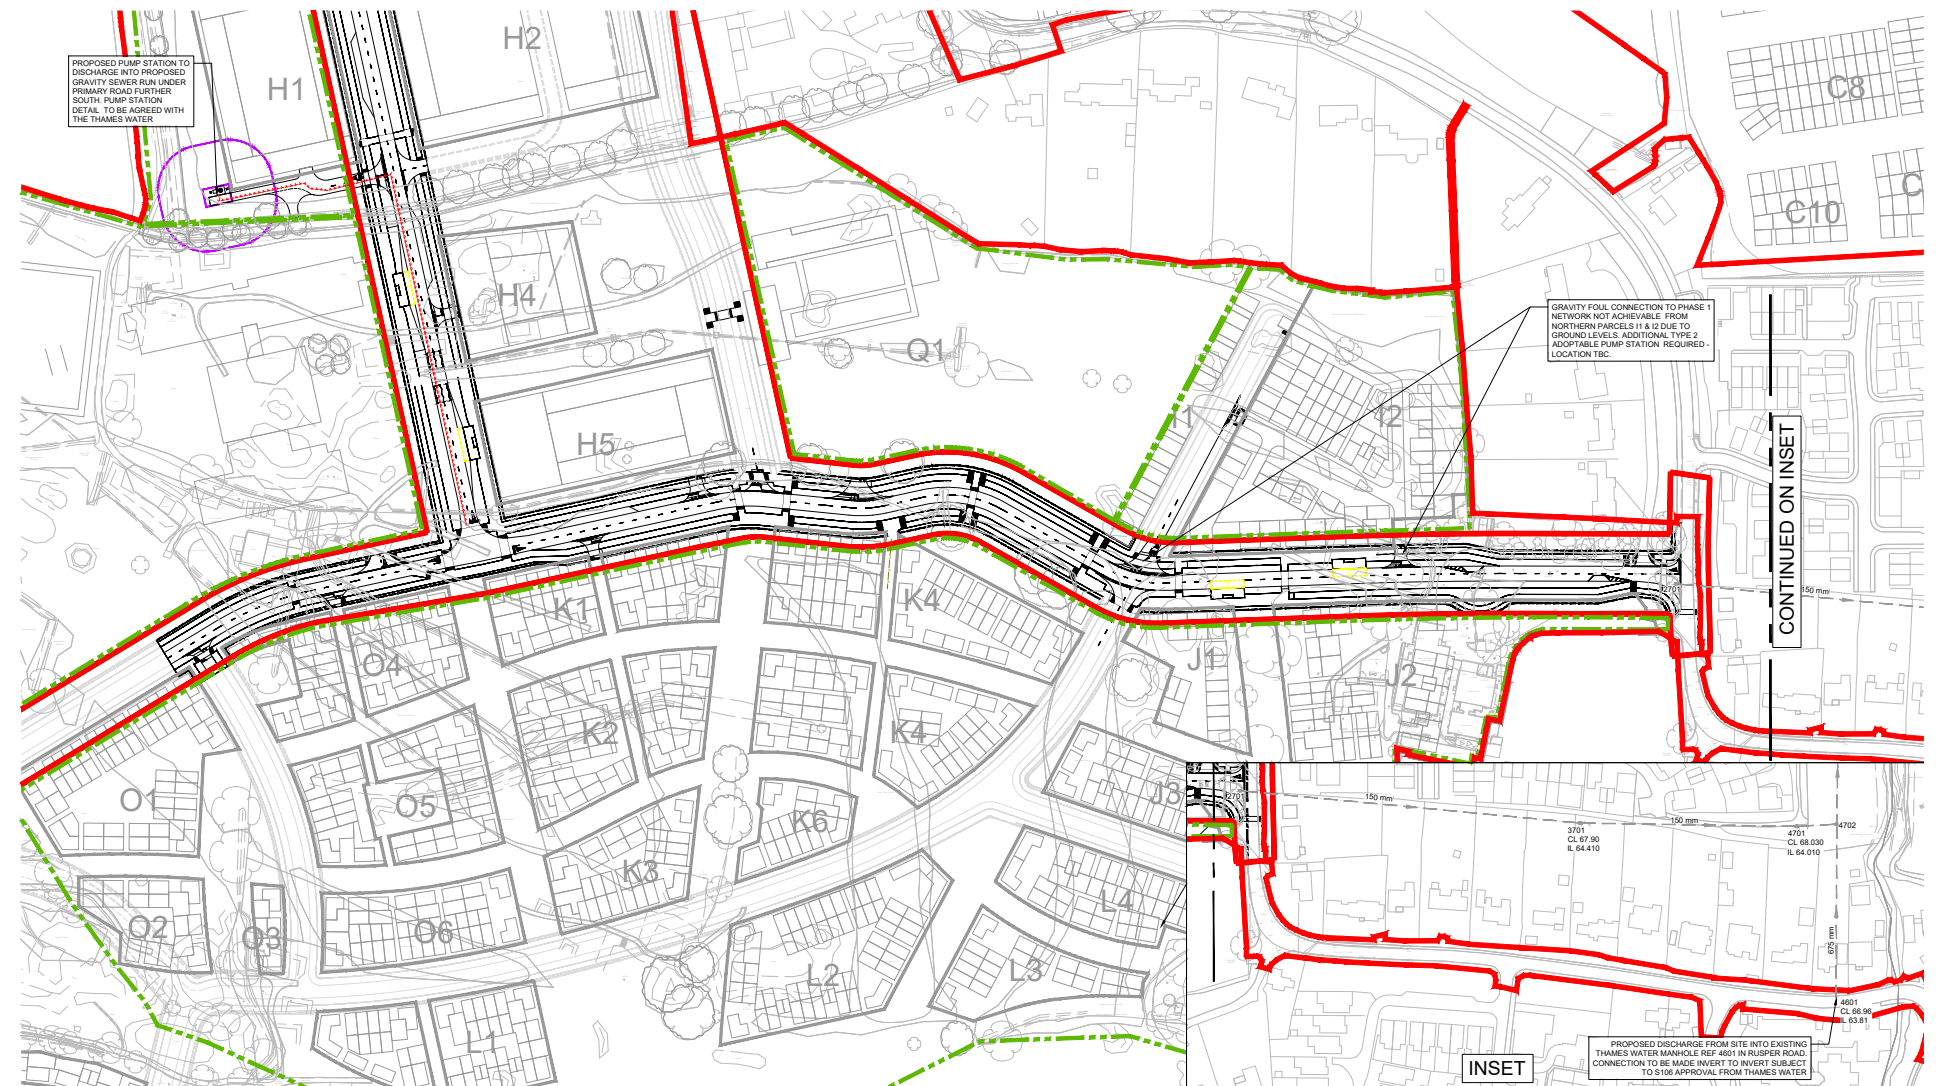 PROPOSED PUMP STATION TO
DISCHARGE INTO PROPOSED
GRAVITY SEWER RUN UNDER
PRIMARY ROAD FURTHER
SOUTH. PUMP STATION
DETAIL TO BE AGREED WITH
THE THAMES WATER
H1
H2
C8
C10
C
H4
Q1
GRAVITY FOUL CONNECTION TO PHASE 1
NETWORK NOT ACHIEVABLE FROM
NORTHERN PARCELS I1 & I2 DUE TO
GROUND LEVELS. ADDITIONAL TYPE 2
ADOPTABLE PUMP STATION REQUIRED -
LOCATION TBC.
I1
I2
H5
CONTINUED ON INSET
2701
150 mm
K1
K4
O4
J1
J2
K2
K4
O1
O5
K6
J3
K3
L4
O2
O3
O6
L2
L3
L1
2701
150 mm
150 mm
3701
CL 67.90
IL 64.410
4701
CL 68.030
IL 64.010
4702
675 mm
4601
CL 66.96
IL 63.81
INSET
PROPOSED DISCHARGE FROM SITE INTO EXISTING
THAMES WATER MANHOLE REF 4601 IN RUSPER ROAD.
CONNECTION TO BE MADE INVERT TO INVERT SUBJECT
TO S106 APPROVAL FROM THAMES WATER